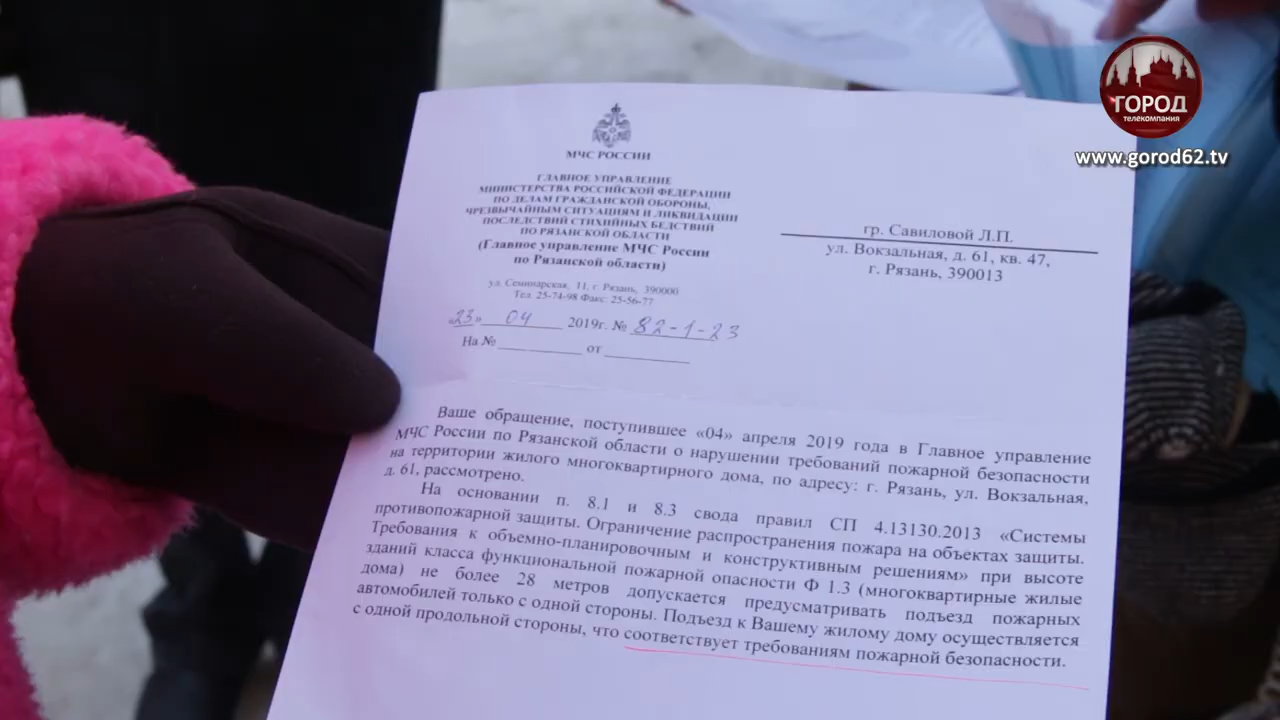 ГОРОД
телекомпания
www.gorod62.tv
МЧС РОССИИ
ГЛАВНОЕ УПРАВЛЕНИЕ
МИНИСТЕРСТВА РОССИЙСКОЙ ФЕДЕРАЦИИ
ПО ДЕЛАМ ГРАЖДАНСКОЙ ОБОРОНЫ,
ЧРЕЗВЫЧАЙНЫМ СИТУАЦИЯМ И ЛИКВИДАЦИИ
ПОСЛЕДСТВИЙ СТИХИЙНЫХ БЕДСТВИЙ
ПО РЯЗАНСКОЙ ОБЛАСТИ
(Главное управление МЧС России
по Рязанской области)
ул. Семинарская, 11, г. Рязань, 390000
Тел. 25-74-98 Факс: 25-56-77
«23» 04 2019г. № 82-1-23
На № от
гр. Савиловой Л.П.
ул. Вокзальная, д. 61, кв. 47,
г. Рязань, 390013
Ваше обращение, поступившее «04» апреля 2019 года в Главное управление
МЧС России по Рязанской области о нарушении требований пожарной безопасности
на территории жилого многоквартирного дома, по адресу: г. Рязань, ул. Вокзальная,
д. 61, рассмотрено.
На основании п. 8.1 и 8.3 свода правил СП 4.13130.2013 «Системы
противопожарной защиты. Ограничение распространения пожара на объектах защиты.
Требования к объемно-планировочным и конструктивным решениям» при высоте
зданий класса функциональной пожарной опасности Ф 1.3 (многоквартирные жилые
дома) не более 28 метров допускается предусматривать подъезд пожарных
автомобилей только с одной стороны. Подъезд к Вашему жилому дому осуществляется
с одной продольной стороны, что соответствует требованиям пожарной безопасности.